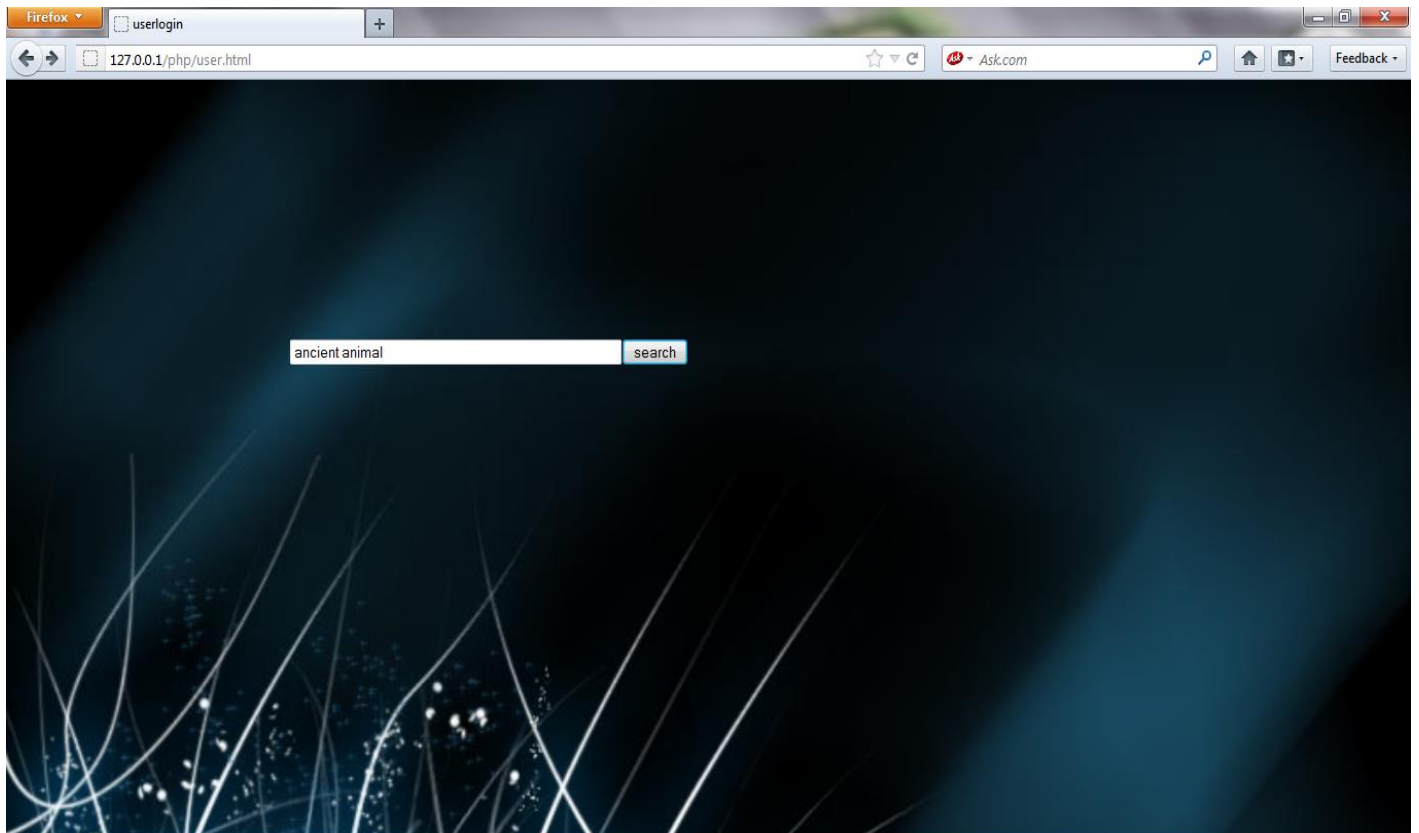 Firefox
userlogin
127.0.0.1/php/user.html
Ask.com
Feedback
ancient animal
search